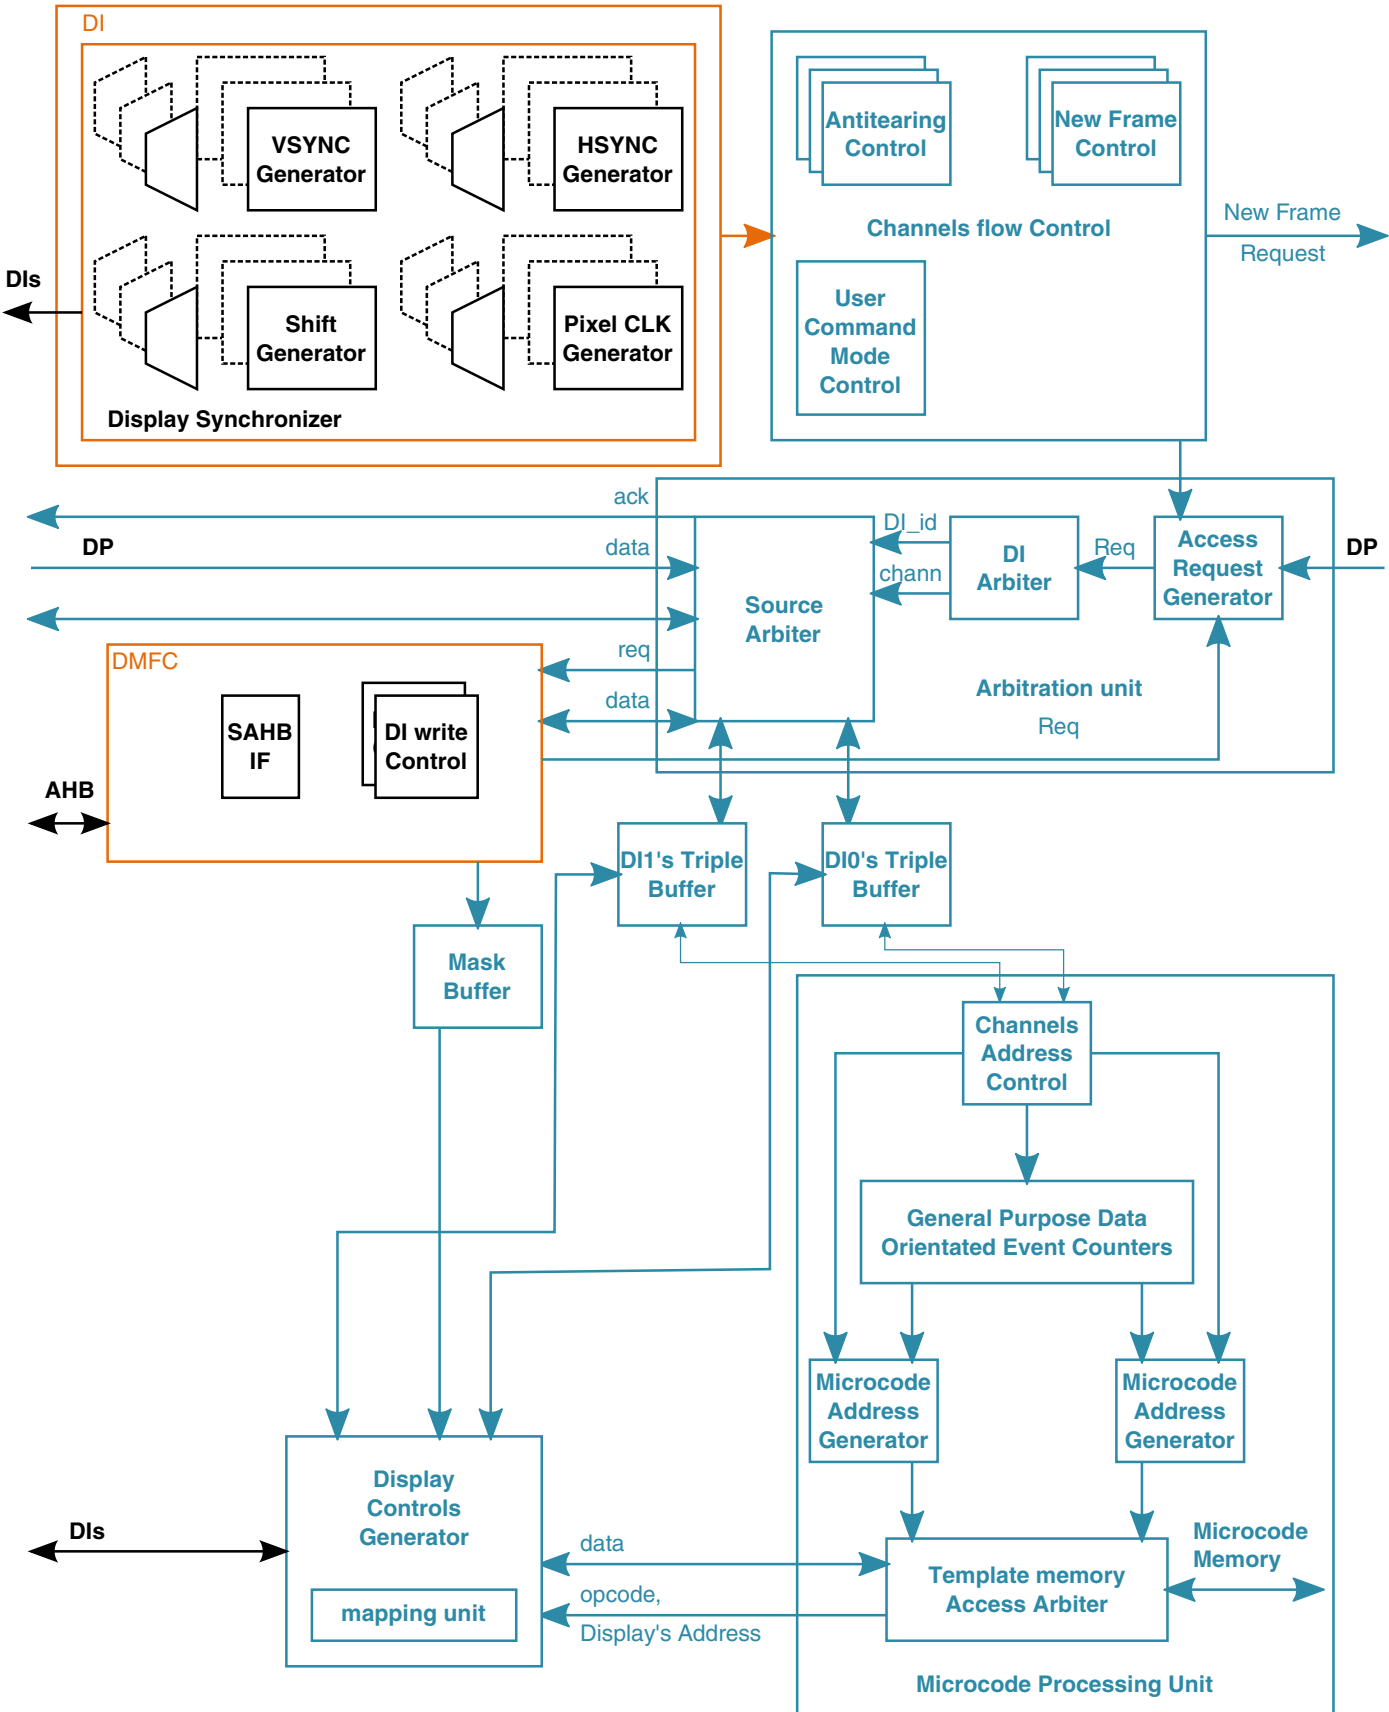 DI
VSYNC
Generator
HSYNC
Generator
Shift
Generator
Pixel CLK
Generator
Display Synchronizer
DIs
Antitearing
Control
New Frame
Control
Channels flow Control
User
Command
Mode
Control
New Frame
Request
ack
DP
data
DI_id
chann
DI
Arbiter
Req
Access
Request
Generator
DP
Source
Arbiter
req
data
Arbitration unit
Req
DMFC
SAHB
IF
DI write
Control
AHB
DI1's Triple
Buffer
DI0's Triple
Buffer
Mask
Buffer
Channels
Address
Control
General Purpose Data
Orientated Event Counters
Microcode
Address
Generator
Microcode
Address
Generator
Display
Controls
Generator
mapping unit
DIs
data
opcode,
Display's Address
Template memory
Access Arbiter
Microcode
Memory
Microcode Processing Unit